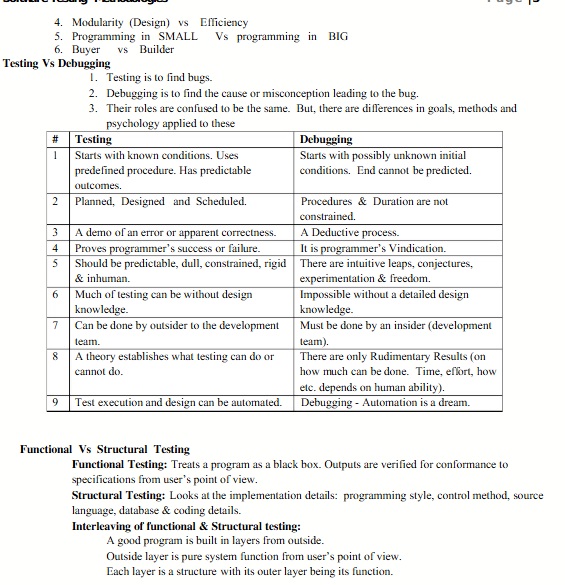 Software Testing Methodologies
4. Modularity (Design) vs Efficiency
5. Programming in SMALL Vs programming in BIG
6. Buyer vs Builder
Testing Vs Debugging
1. Testing is to find bugs.
2. Debugging is to find the cause or misconception leading to the bug.
3. Their roles are confused to be the same. But, there are differences in goals, methods and
psychology applied to these
# Testing Debugging
1 Starts with known conditions. Uses
predefined procedure. Has predictable
outcomes.
Starts with possibly unknown initial
conditions. End cannot be predicted.
2 Planned, Designed and Scheduled.
Procedures & Duration are not
constrained.
3 A demo of an error or apparent correctness. A Deductive process.
4 Proves programmer's success or failure. It is programmer's Vindication.
5 Should be predictable, dull, constrained, rigid
& inhuman.
There are intuitive leaps, conjectures,
experimentation & freedom.
6 Much of testing can be without design
knowledge.
Impossible without a detailed design
knowledge.
7 Can be done by outsider to the development
team.
Must be done by an insider (development
team).
8 A theory establishes what testing can do or
cannot do.
There are only Rudimentary Results (on
how much can be done. Time, effort, how
etc. depends on human ability).
9 Test execution and design can be automated. Debugging - Automation is a dream.
Functional Vs Structural Testing
Functional Testing: Treats a program as a black box. Outputs are verified for conformance to
specifications from user's point of view.
Structural Testing: Looks at the implementation details: programming style, control method, source
language, database & coding details.
Interleaving of functional & Structural testing:
A good program is built in layers from outside.
Outside layer is pure system function from user's point of view.
Each layer is a structure with its outer layer being its function.